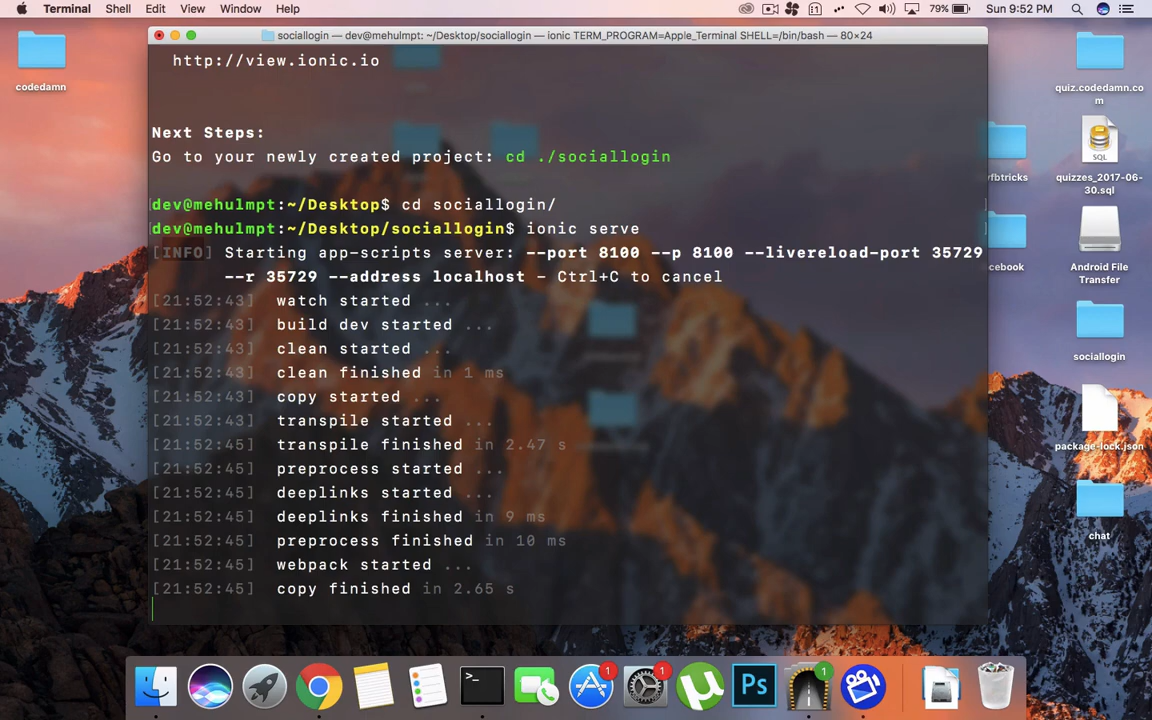 Terminal Shell Edit View Window Help 79% Sun 9:52 PM
sociallogin — dev@mehulmpt: ~/Desktop/sociallogin — ionic TERM_PROGRAM=Apple_Terminal SHELL=/bin/bash — 80×24
http://view.ionic.io
Next Steps:
Go to your newly created project: cd ./sociallogin
dev@mehulmpt:~/Desktop$ cd sociallogin/
dev@mehulmpt:~/Desktop/sociallogin$ ionic serve
[INFO] Starting app-scripts server: --port 8100 --p 8100 --livereload-port 35729
--r 35729 --address localhost - Ctrl+C to cancel
[21:52:43] watch started ...
[21:52:43] build dev started ...
[21:52:43] clean started ...
[21:52:43] clean finished in 1 ms
[21:52:43] copy started ...
[21:52:43] transpile started ...
[21:52:45] transpile finished in 2.47 s
[21:52:45] preprocess started ...
[21:52:45] deeplinks started ...
[21:52:45] deeplinks finished in 9 ms
[21:52:45] preprocess finished in 10 ms
[21:52:45] webpack started ...
[21:52:45] copy finished in 2.65 s
codedamn
quiz.codedamn.co
m
fbtricks
SQL
quizzes_2017-06-
30.sql
cebook
Android File
Transfer
sociallogin
package-lock.json
chat
>_
1
1
Ps
1